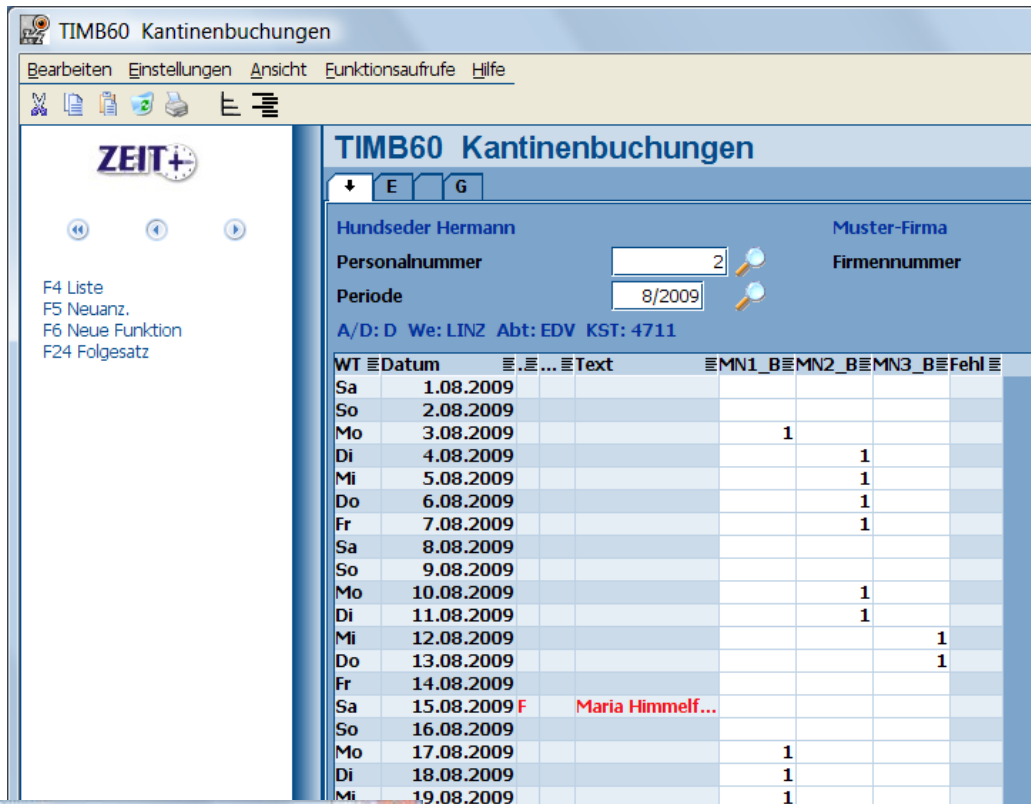 TIMB60 Kantinenbuchungen
Bearbeiten Einstellungen Ansicht Funktionsaufrufe Hilfe
ZEIT+
F4 Liste
F5 Neuanz.
F6 Neue Funktion
F24 Folgesatz
TIMB60 Kantinenbuchungen
E G
Hundseder Hermann Muster-Firma
Personalnummer 2 Firmennummer
Periode 8/2009
A/D: D We: LINZ Abt: EDV KST: 4711
WT Datum . ... Text MN1_B MN2_B MN3_B Fehl
Sa 1.08.2009
So 2.08.2009
Mo 3.08.2009 1
Di 4.08.2009 1
Mi 5.08.2009 1
Do 6.08.2009 1
Fr 7.08.2009 1
Sa 8.08.2009
So 9.08.2009
Mo 10.08.2009 1
Di 11.08.2009 1
Mi 12.08.2009 1
Do 13.08.2009 1
Fr 14.08.2009
Sa 15.08.2009 F Maria Himmelf...
So 16.08.2009
Mo 17.08.2009 1
Di 18.08.2009 1
Mi 19.08.2009 1